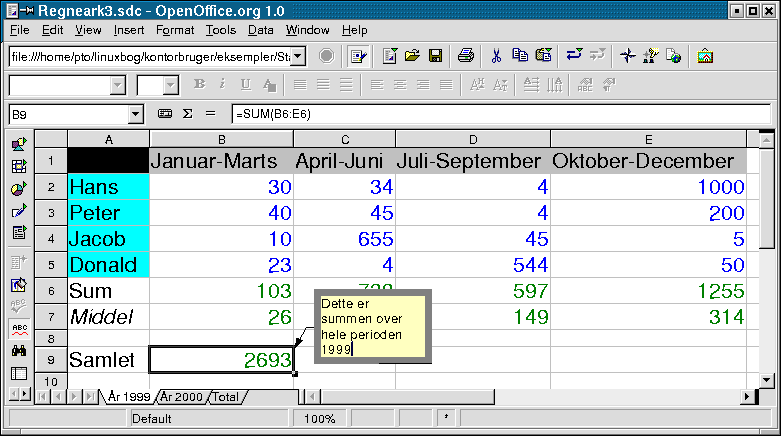 Regneark3.sdc - OpenOffice.org 1.0
File Edit View Insert Format Tools Data Window Help
file:///home/pto/linuxbog/kontorbruger/eksempler/Sta
B i U A
B9 Σ = =SUM(B6:E6)
A B C D E
1 Januar-Marts April-Juni Juli-September Oktober-December
2 Hans 30 34 4 1000
3 Peter 40 45 4 200
4 Jacob 10 655 45 5
5 Donald 23 4 544 50
6 Sum 103 597 1255
7 Middel 26 149 314
8
9 Samlet 2693
Dette er
summen over
hele perioden
1999
10
År 1999 År 2000 Total
Default 100% *